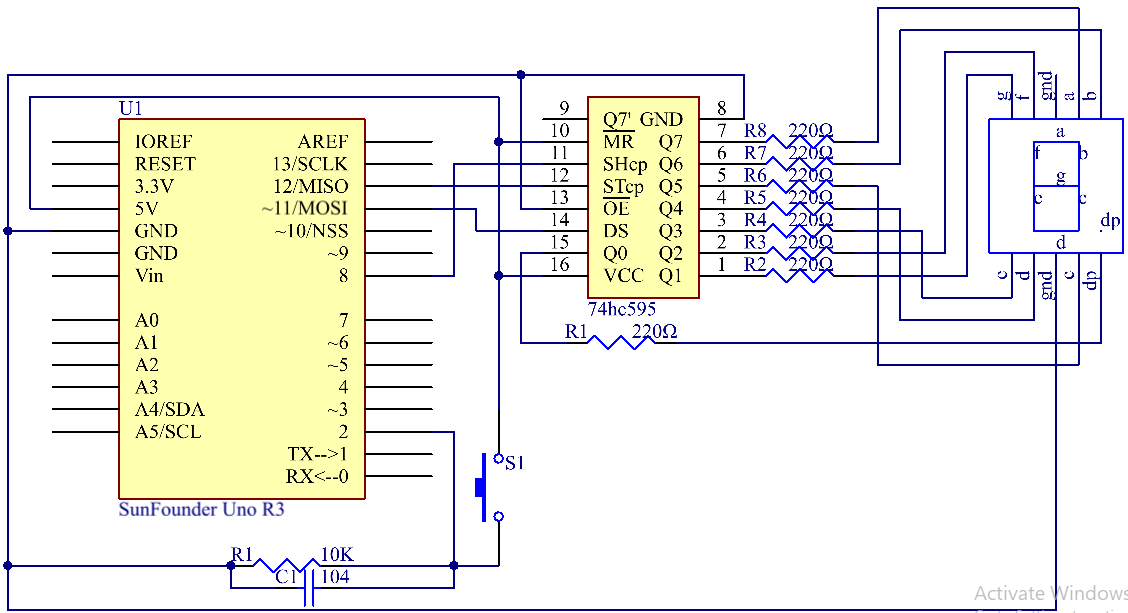 U1
IOREF AREF
RESET 13/SCLK
3.3V 12/MISO
5V ~11/MOSI
GND ~10/NSS
GND ~9
Vin 8
A0 7
A1 ~6
A2 ~5
A3 4
A4/SDA ~3
A5/SCL 2
TX-->1
RX<--0
SunFounder Uno R3
R1 10K
C1 104
S1
9 Q7' GND 8
10 MR Q7 7 R8 220Ω
11 SHcp Q6 6 R7 220Ω
12 STcp Q5 5 R6 220Ω
13 OE Q4 4 R5 220Ω
14 DS Q3 3 R4 220Ω
15 Q0 Q2 2 R3 220Ω
16 VCC Q1 1 R2 220Ω
74hc595
R1 220Ω
g f gnd a b
a
f b
g
e c
dp
d
c d gnd c dp
Activate Windows